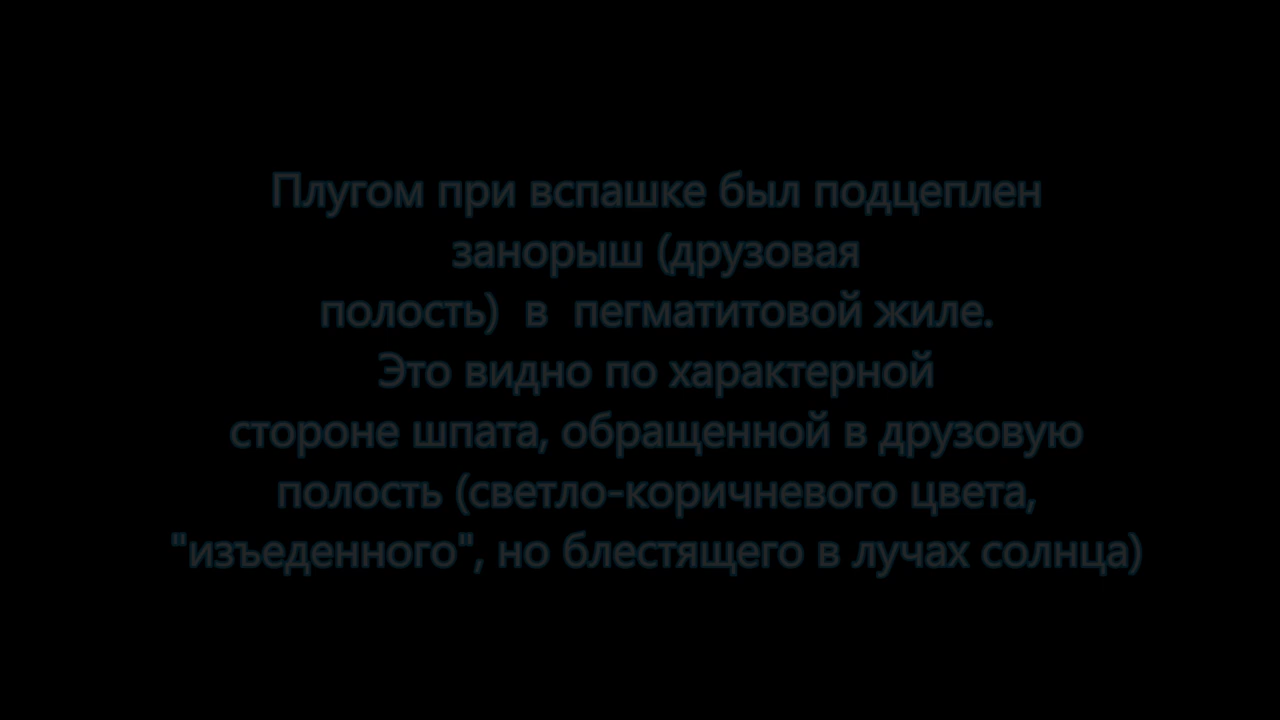 Плугом при вспашке был подцеплен
занорыш (друзовая
полость)  в  пегматитовой жиле.
Это видно по характерной
стороне шпата, обращенной в друзовую
полость (светло-коричневого цвета,
"изъеденного", но блестящего в лучах солнца)